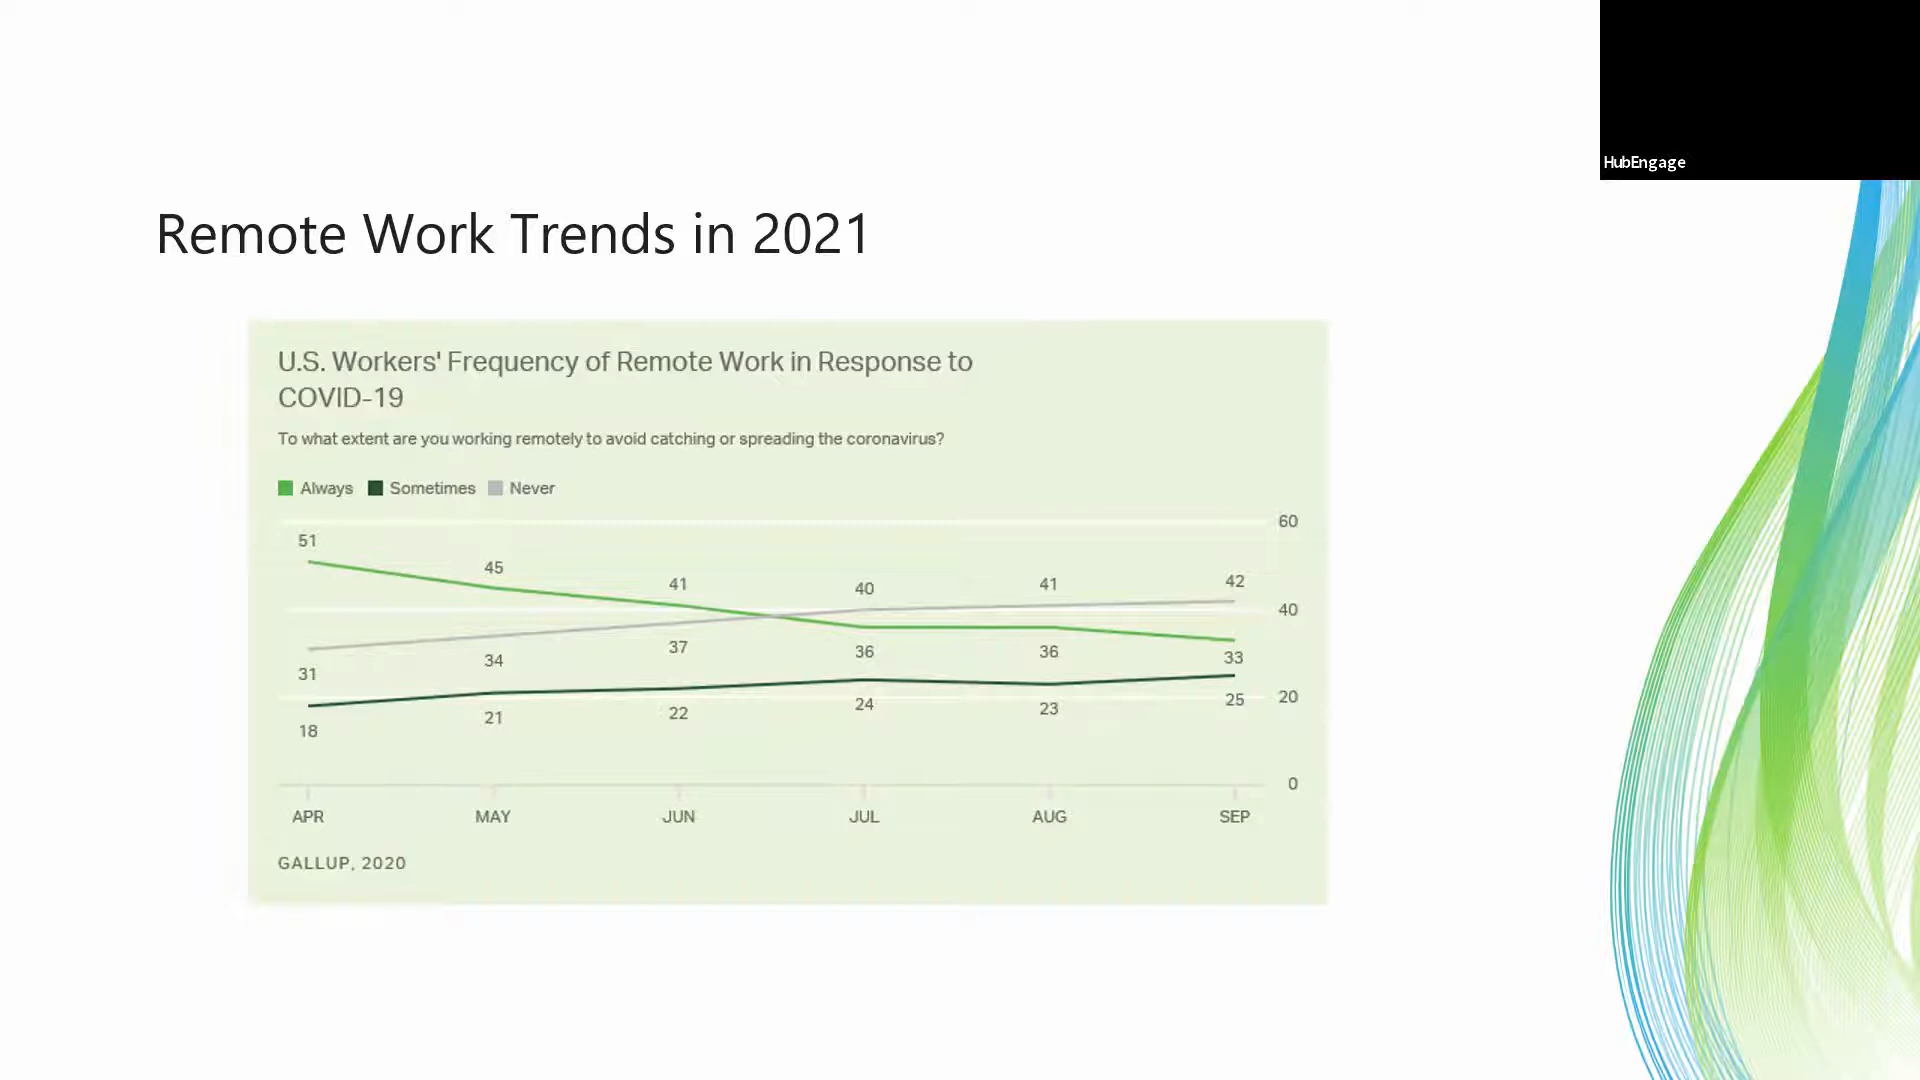 HubEngage
Remote Work Trends in 2021
U.S. Workers' Frequency of Remote Work in Response to
COVID-19
To what extent are you working remotely to avoid catching or spreading the coronavirus?
Always Sometimes Never
60
51
45
41
40
41
42
40
31
34
37
36
36
33
18
21
22
24
23
25
20
0
APR MAY JUN JUL AUG SEP
GALLUP, 2020